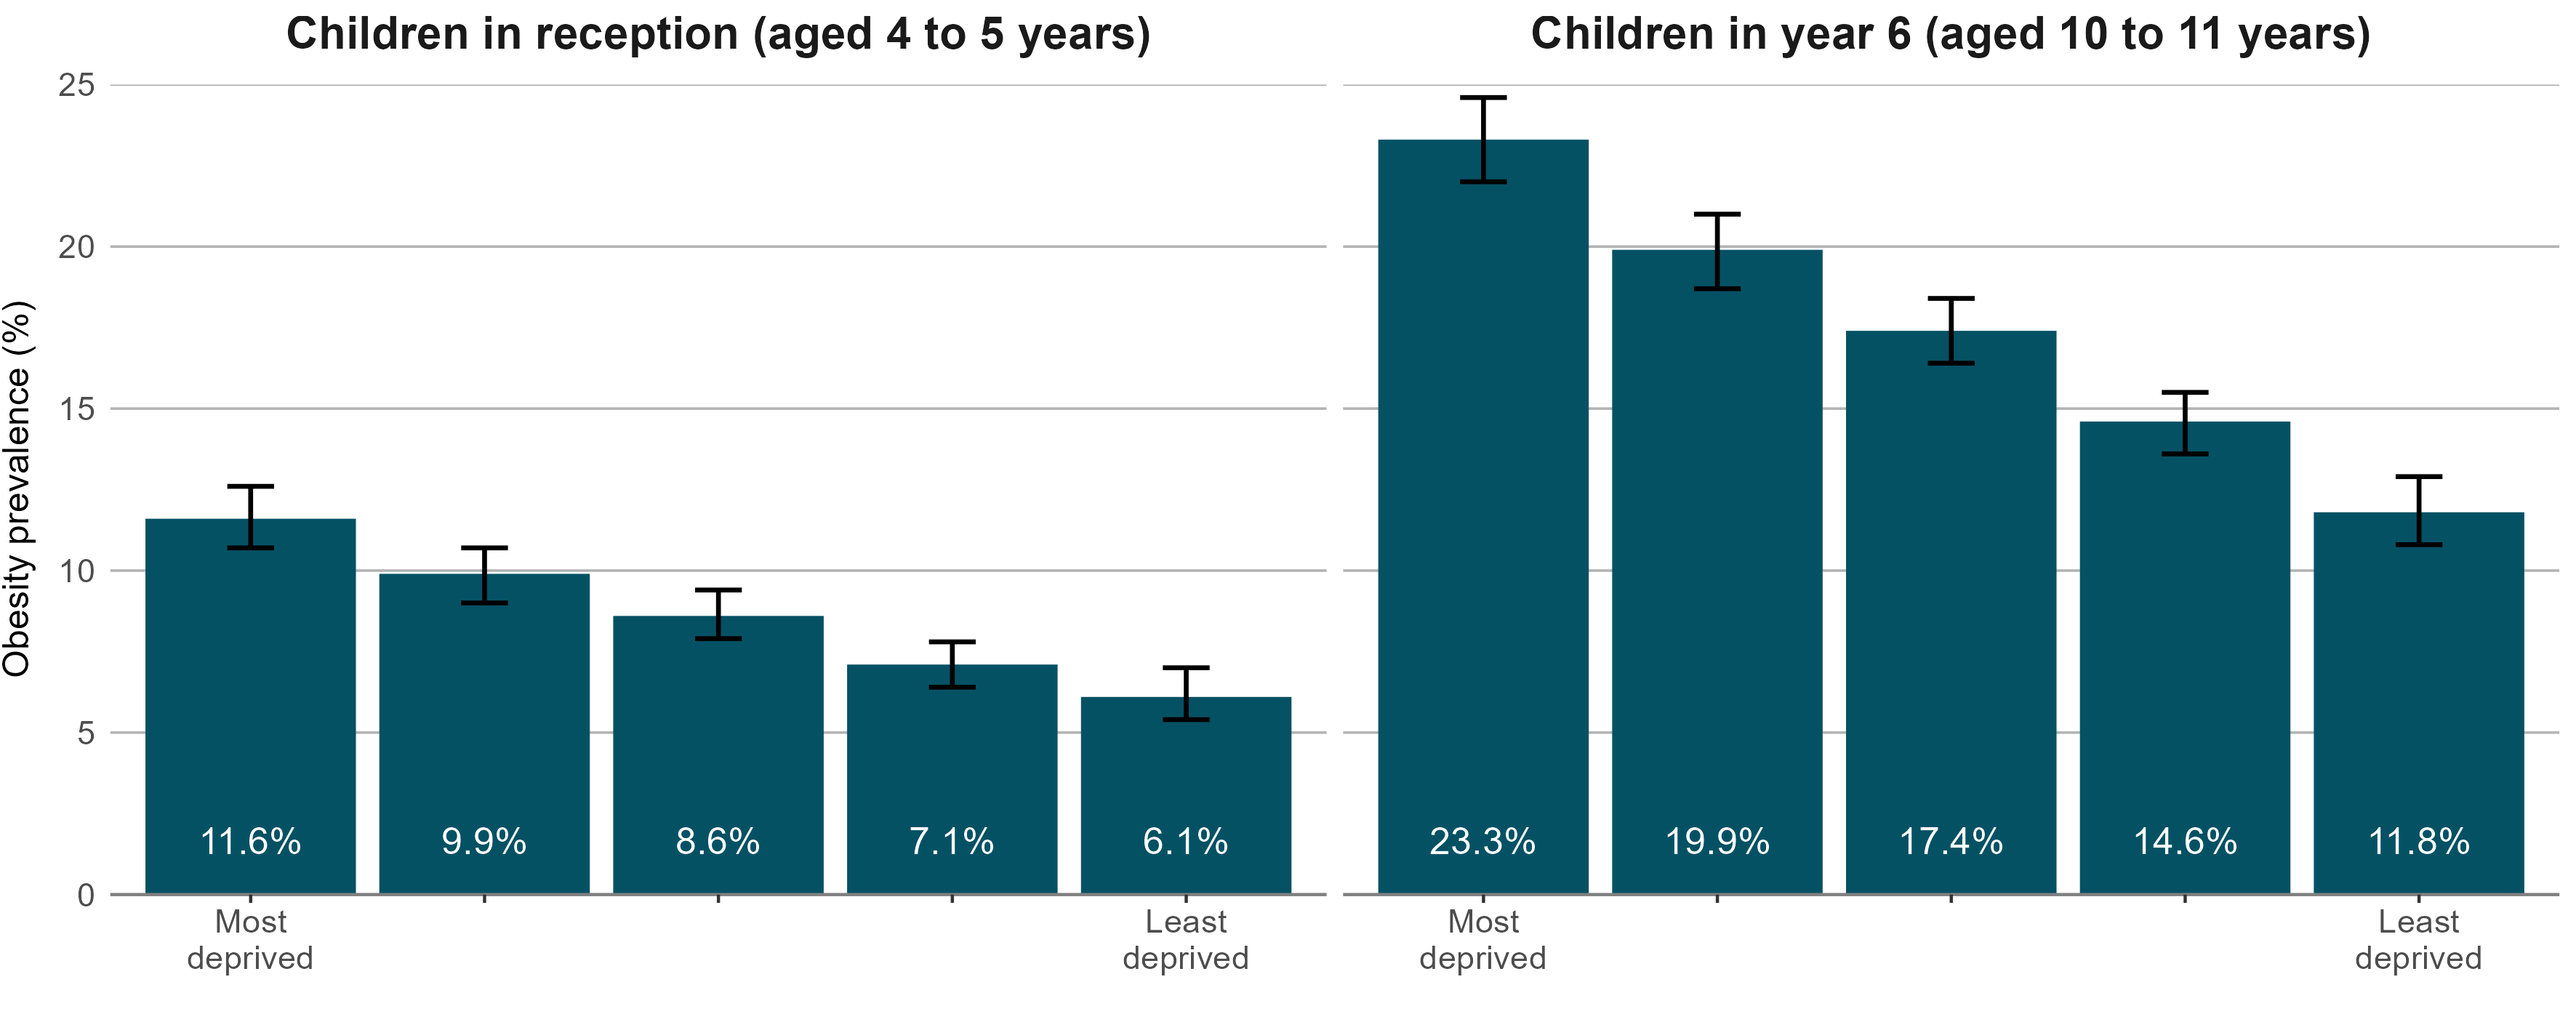 Children in reception (aged 4 to 5 years)
Children in year 6 (aged 10 to 11 years)
Obesity prevalence (%)
25
20
15
10
5
0
11.6%
9.9%
8.6%
7.1%
6.1%
23.3%
19.9%
17.4%
14.6%
11.8%
Most
deprived
Least
deprived
Most
deprived
Least
deprived